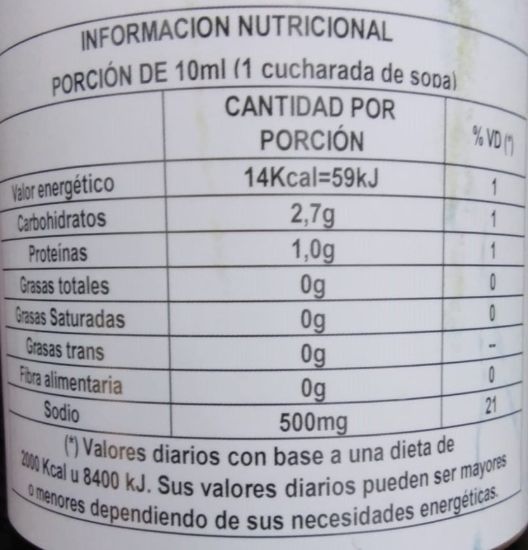 INFORMACION NUTRICIONAL
PORCIÓN DE 10ml (1 cucharada de sopa)
CANTIDAD POR
PORCIÓN % VD (*)
Valor energético 14Kcal=59kJ 1
Carbohidratos 2,7g 1
Proteínas 1,0g 1
Grasas totales 0g 0
Grasas Saturadas 0g 0
Grasas trans 0g --
Fibra alimentaria 0g 0
Sodio 500mg 21
(*) Valores diarios con base a una dieta de
2000 Kcal u 8400 kJ. Sus valores diarios pueden ser mayores
o menores dependiendo de sus necesidades energéticas.